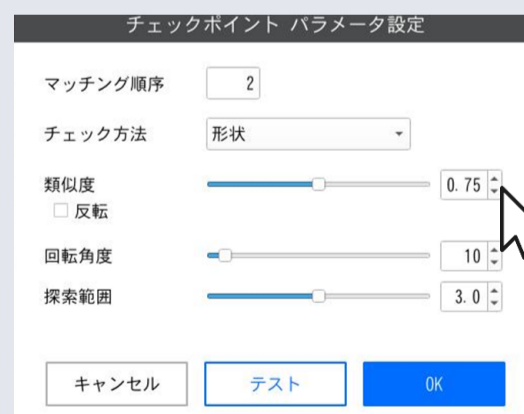 チェックポイント パラメータ設定
マッチング順序 2
チェック方法 形状
類似度 0.75
反転
回転角度 10
探索範囲 3.0
キャンセル テスト OK